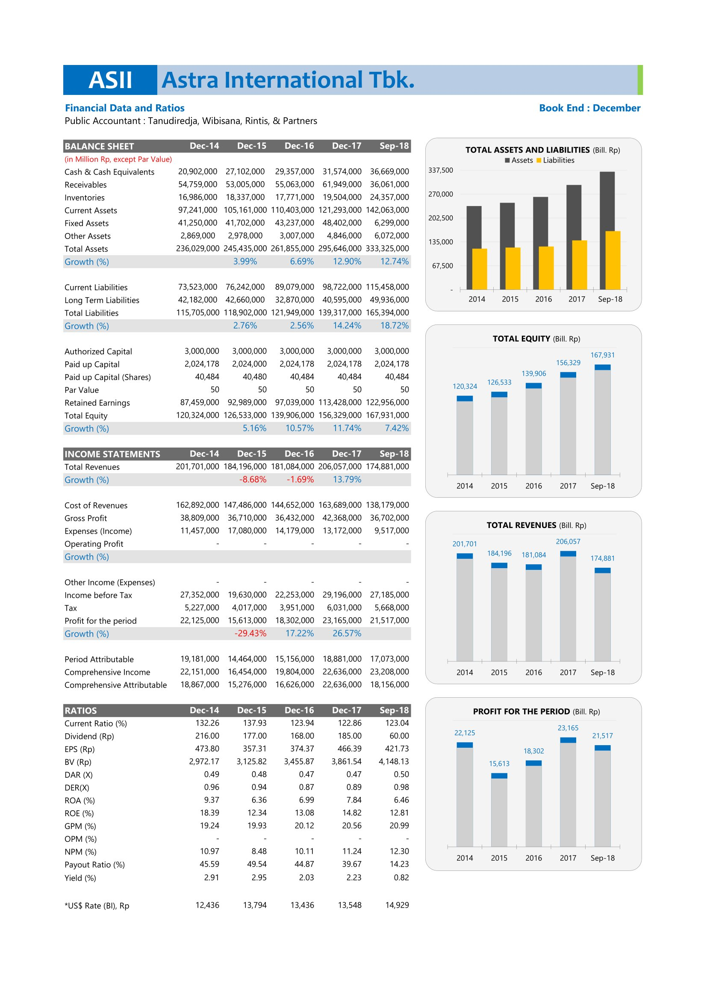 ASII Astra International Tbk.
Financial Data and Ratios Book End : December
Public Accountant : Tanudiredja, Wibisana, Rintis, & Partners
BALANCE SHEET Dec-14 Dec-15 Dec-16 Dec-17 Sep-18
(in Million Rp, except Par Value)
Cash & Cash Equivalents 20,902,000 27,102,000 29,357,000 31,574,000 36,669,000
Receivables 54,759,000 53,005,000 55,063,000 61,949,000 36,061,000
Inventories 16,986,000 18,337,000 17,771,000 19,504,000 24,357,000
Current Assets 97,241,000 105,161,000 110,403,000 121,293,000 142,063,000
Fixed Assets 41,250,000 41,702,000 43,237,000 48,402,000 6,299,000
Other Assets 2,869,000 2,978,000 3,007,000 4,846,000 6,072,000
Total Assets 236,029,000 245,435,000 261,855,000 295,646,000 333,325,000
Growth (%) 3.99% 6.69% 12.90% 12.74%
Current Liabilities 73,523,000 76,242,000 89,079,000 98,722,000 115,458,000
Long Term Liabilities 42,182,000 42,660,000 32,870,000 40,595,000 49,936,000
Total Liabilities 115,705,000 118,902,000 121,949,000 139,317,000 165,394,000
Growth (%) 2.76% 2.56% 14.24% 18.72%
Authorized Capital 3,000,000 3,000,000 3,000,000 3,000,000 3,000,000
Paid up Capital 2,024,178 2,024,000 2,024,178 2,024,178 2,024,178
Paid up Capital (Shares) 40,484 40,480 40,484 40,484 40,484
Par Value 50 50 50 50 50
Retained Earnings 87,459,000 92,989,000 97,039,000 113,428,000 122,956,000
Total Equity 120,324,000 126,533,000 139,906,000 156,329,000 167,931,000
Growth (%) 5.16% 10.57% 11.74% 7.42%
INCOME STATEMENTS Dec-14 Dec-15 Dec-16 Dec-17 Sep-18
Total Revenues 201,701,000 184,196,000 181,084,000 206,057,000 174,881,000
Growth (%) -8.68% -1.69% 13.79%
Cost of Revenues 162,892,000 147,486,000 144,652,000 163,689,000 138,179,000
Gross Profit 38,809,000 36,710,000 36,432,000 42,368,000 36,702,000
Expenses (Income) 11,457,000 17,080,000 14,179,000 13,172,000 9,517,000
Operating Profit - - - - -
Growth (%)
Other Income (Expenses) - - - - -
Income before Tax 27,352,000 19,630,000 22,253,000 29,196,000 27,185,000
Tax 5,227,000 4,017,000 3,951,000 6,031,000 5,668,000
Profit for the period 22,125,000 15,613,000 18,302,000 23,165,000 21,517,000
Growth (%) -29.43% 17.22% 26.57%
Period Attributable 19,181,000 14,464,000 15,156,000 18,881,000 17,073,000
Comprehensive Income 22,151,000 16,454,000 19,804,000 22,636,000 23,208,000
Comprehensive Attributable 18,867,000 15,276,000 16,626,000 22,636,000 18,156,000
RATIOS Dec-14 Dec-15 Dec-16 Dec-17 Sep-18
Current Ratio (%) 132.26 137.93 123.94 122.86 123.04
Dividend (Rp) 216.00 177.00 168.00 185.00 60.00
EPS (Rp) 473.80 357.31 374.37 466.39 421.73
BV (Rp) 2,972.17 3,125.82 3,455.87 3,861.54 4,148.13
DAR (X) 0.49 0.48 0.47 0.47 0.50
DER(X) 0.96 0.94 0.87 0.89 0.98
ROA (%) 9.37 6.36 6.99 7.84 6.46
ROE (%) 18.39 12.34 13.08 14.82 12.81
GPM (%) 19.24 19.93 20.12 20.56 20.99
OPM (%) - - - - -
NPM (%) 10.97 8.48 10.11 11.24 12.30
Payout Ratio (%) 45.59 49.54 44.87 39.67 14.23
Yield (%) 2.91 2.95 2.03 2.23 0.82
*US$ Rate (BI), Rp 12,436 13,794 13,436 13,548 14,929
TOTAL ASSETS AND LIABILITIES (Bill. Rp)
Assets Liabilities
337,500
270,000
202,500
135,000
67,500
-
2014 2015 2016 2017 Sep-18
TOTAL EQUITY (Bill. Rp)
120,324 126,533 139,906 156,329 167,931
2014 2015 2016 2017 Sep-18
TOTAL REVENUES (Bill. Rp)
201,701 184,196 181,084 206,057 174,881
2014 2015 2016 2017 Sep-18
PROFIT FOR THE PERIOD (Bill. Rp)
22,125 15,613 18,302 23,165 21,517
2014 2015 2016 2017 Sep-18